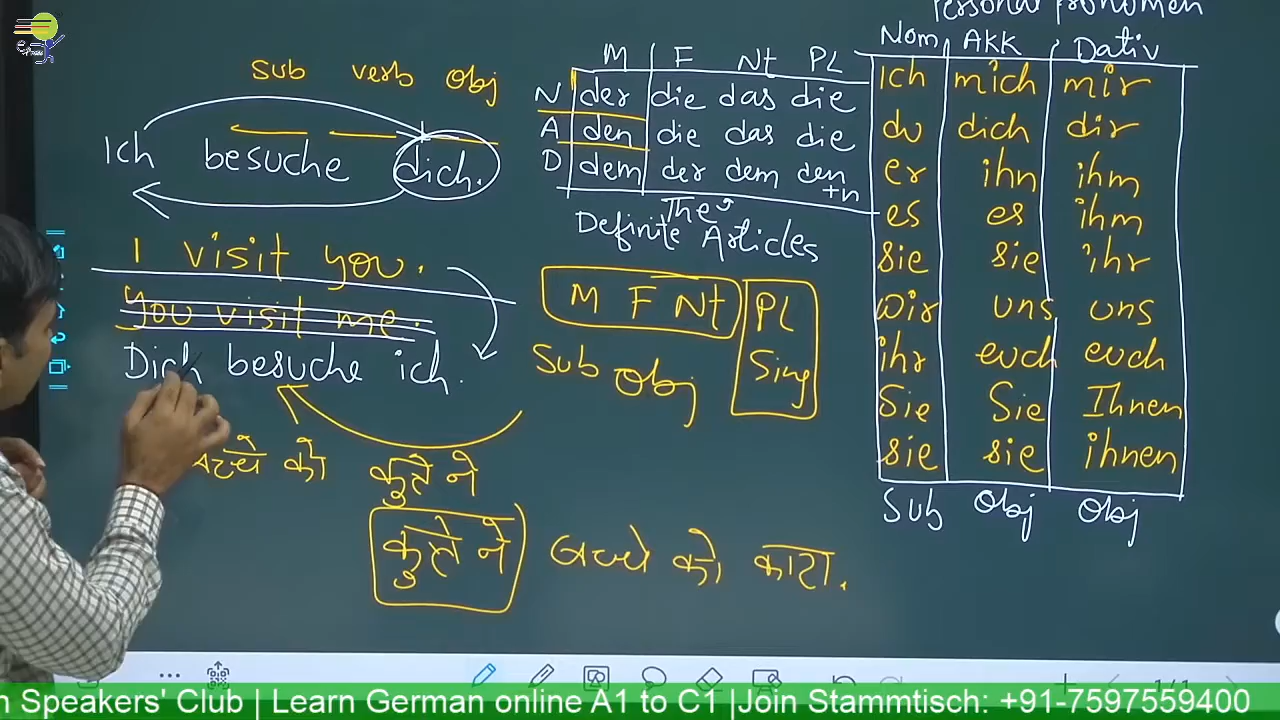 sub verb obj
Ich besuche dich.
I visit you.
You visit me.
Dich besuche ich.
को कुत्ते ने
कुत्ते ने बच्चे को काटा.
M F Nt PL
N der die das die
A den die das die
D dem der dem den
+n
The
Definite Articles
M F Nt PL
Sub Obj Sing
Personal Pronomen
Nom AKK Dativ
Ich mich mir
du dich dir
er ihn ihm
es es ihm
sie sie ihr
wir uns uns
ihr euch euch
Sie Sie Ihnen
sie sie ihnen
Sub Obj Obj
1/1
Speakers' Club | Learn German online A1 to C1 |Join Stammtisch: +91-7597559400